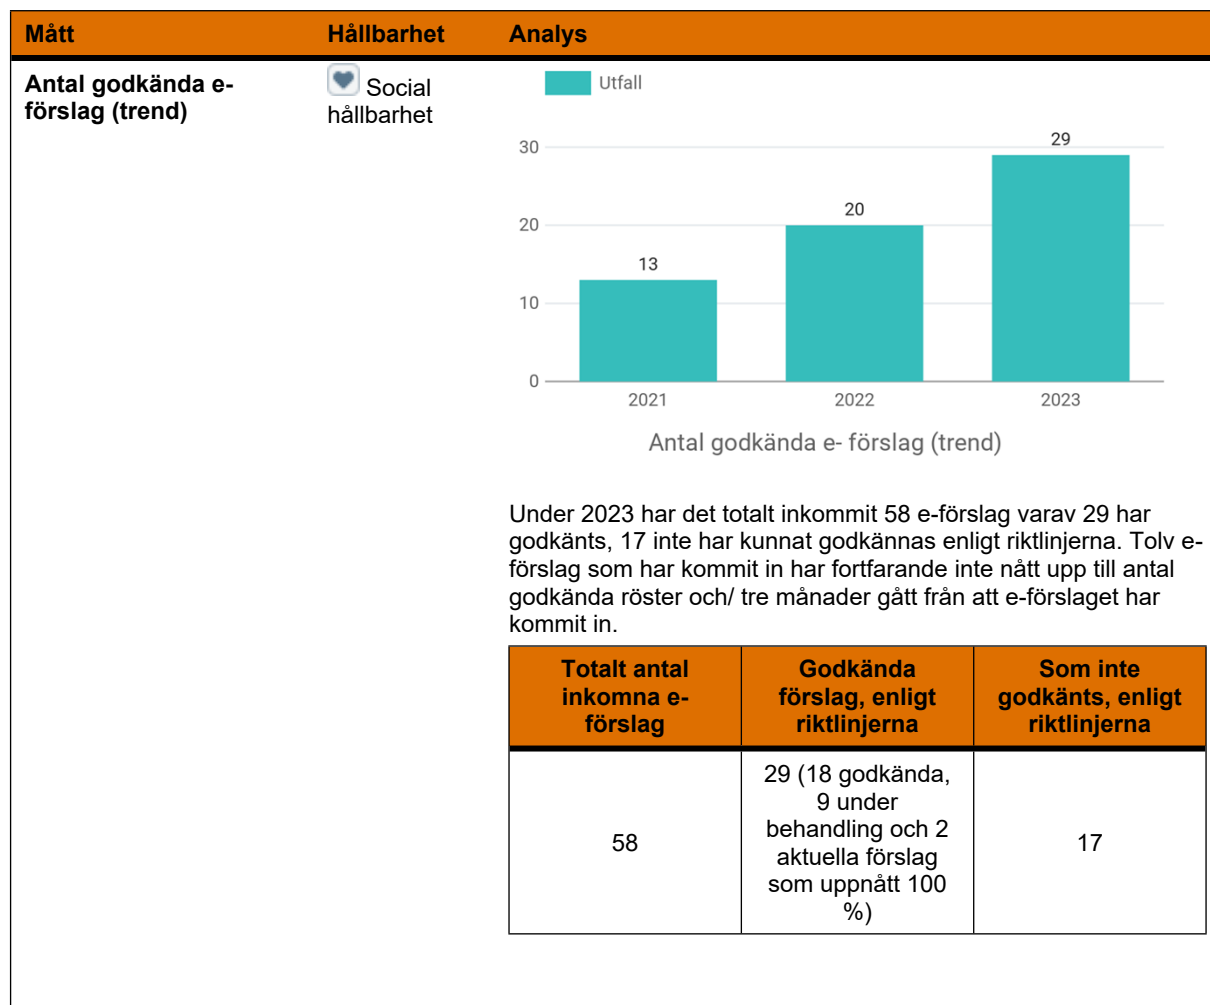 Mått Hållbarhet Analys
Antal godkända e-
förslag (trend)
Social
hållbarhet
Utfall
30
20
10
0
13
20
29
2021 2022 2023
Antal godkända e- förslag (trend)
Under 2023 har det totalt inkommit 58 e-förslag varav 29 har
godkänts, 17 inte har kunnat godkännas enligt riktlinjerna. Tolv e-
förslag som har kommit in har fortfarande inte nått upp till antal
godkända röster och/ tre månader gått från att e-förslaget har
kommit in.
Totalt antal
inkomna e-
förslag
Godkända
förslag, enligt
riktlinjerna
Som inte
godkänts, enligt
riktlinjerna
58
29 (18 godkända,
9 under
behandling och 2
aktuella förslag
som uppnått 100
%)
17